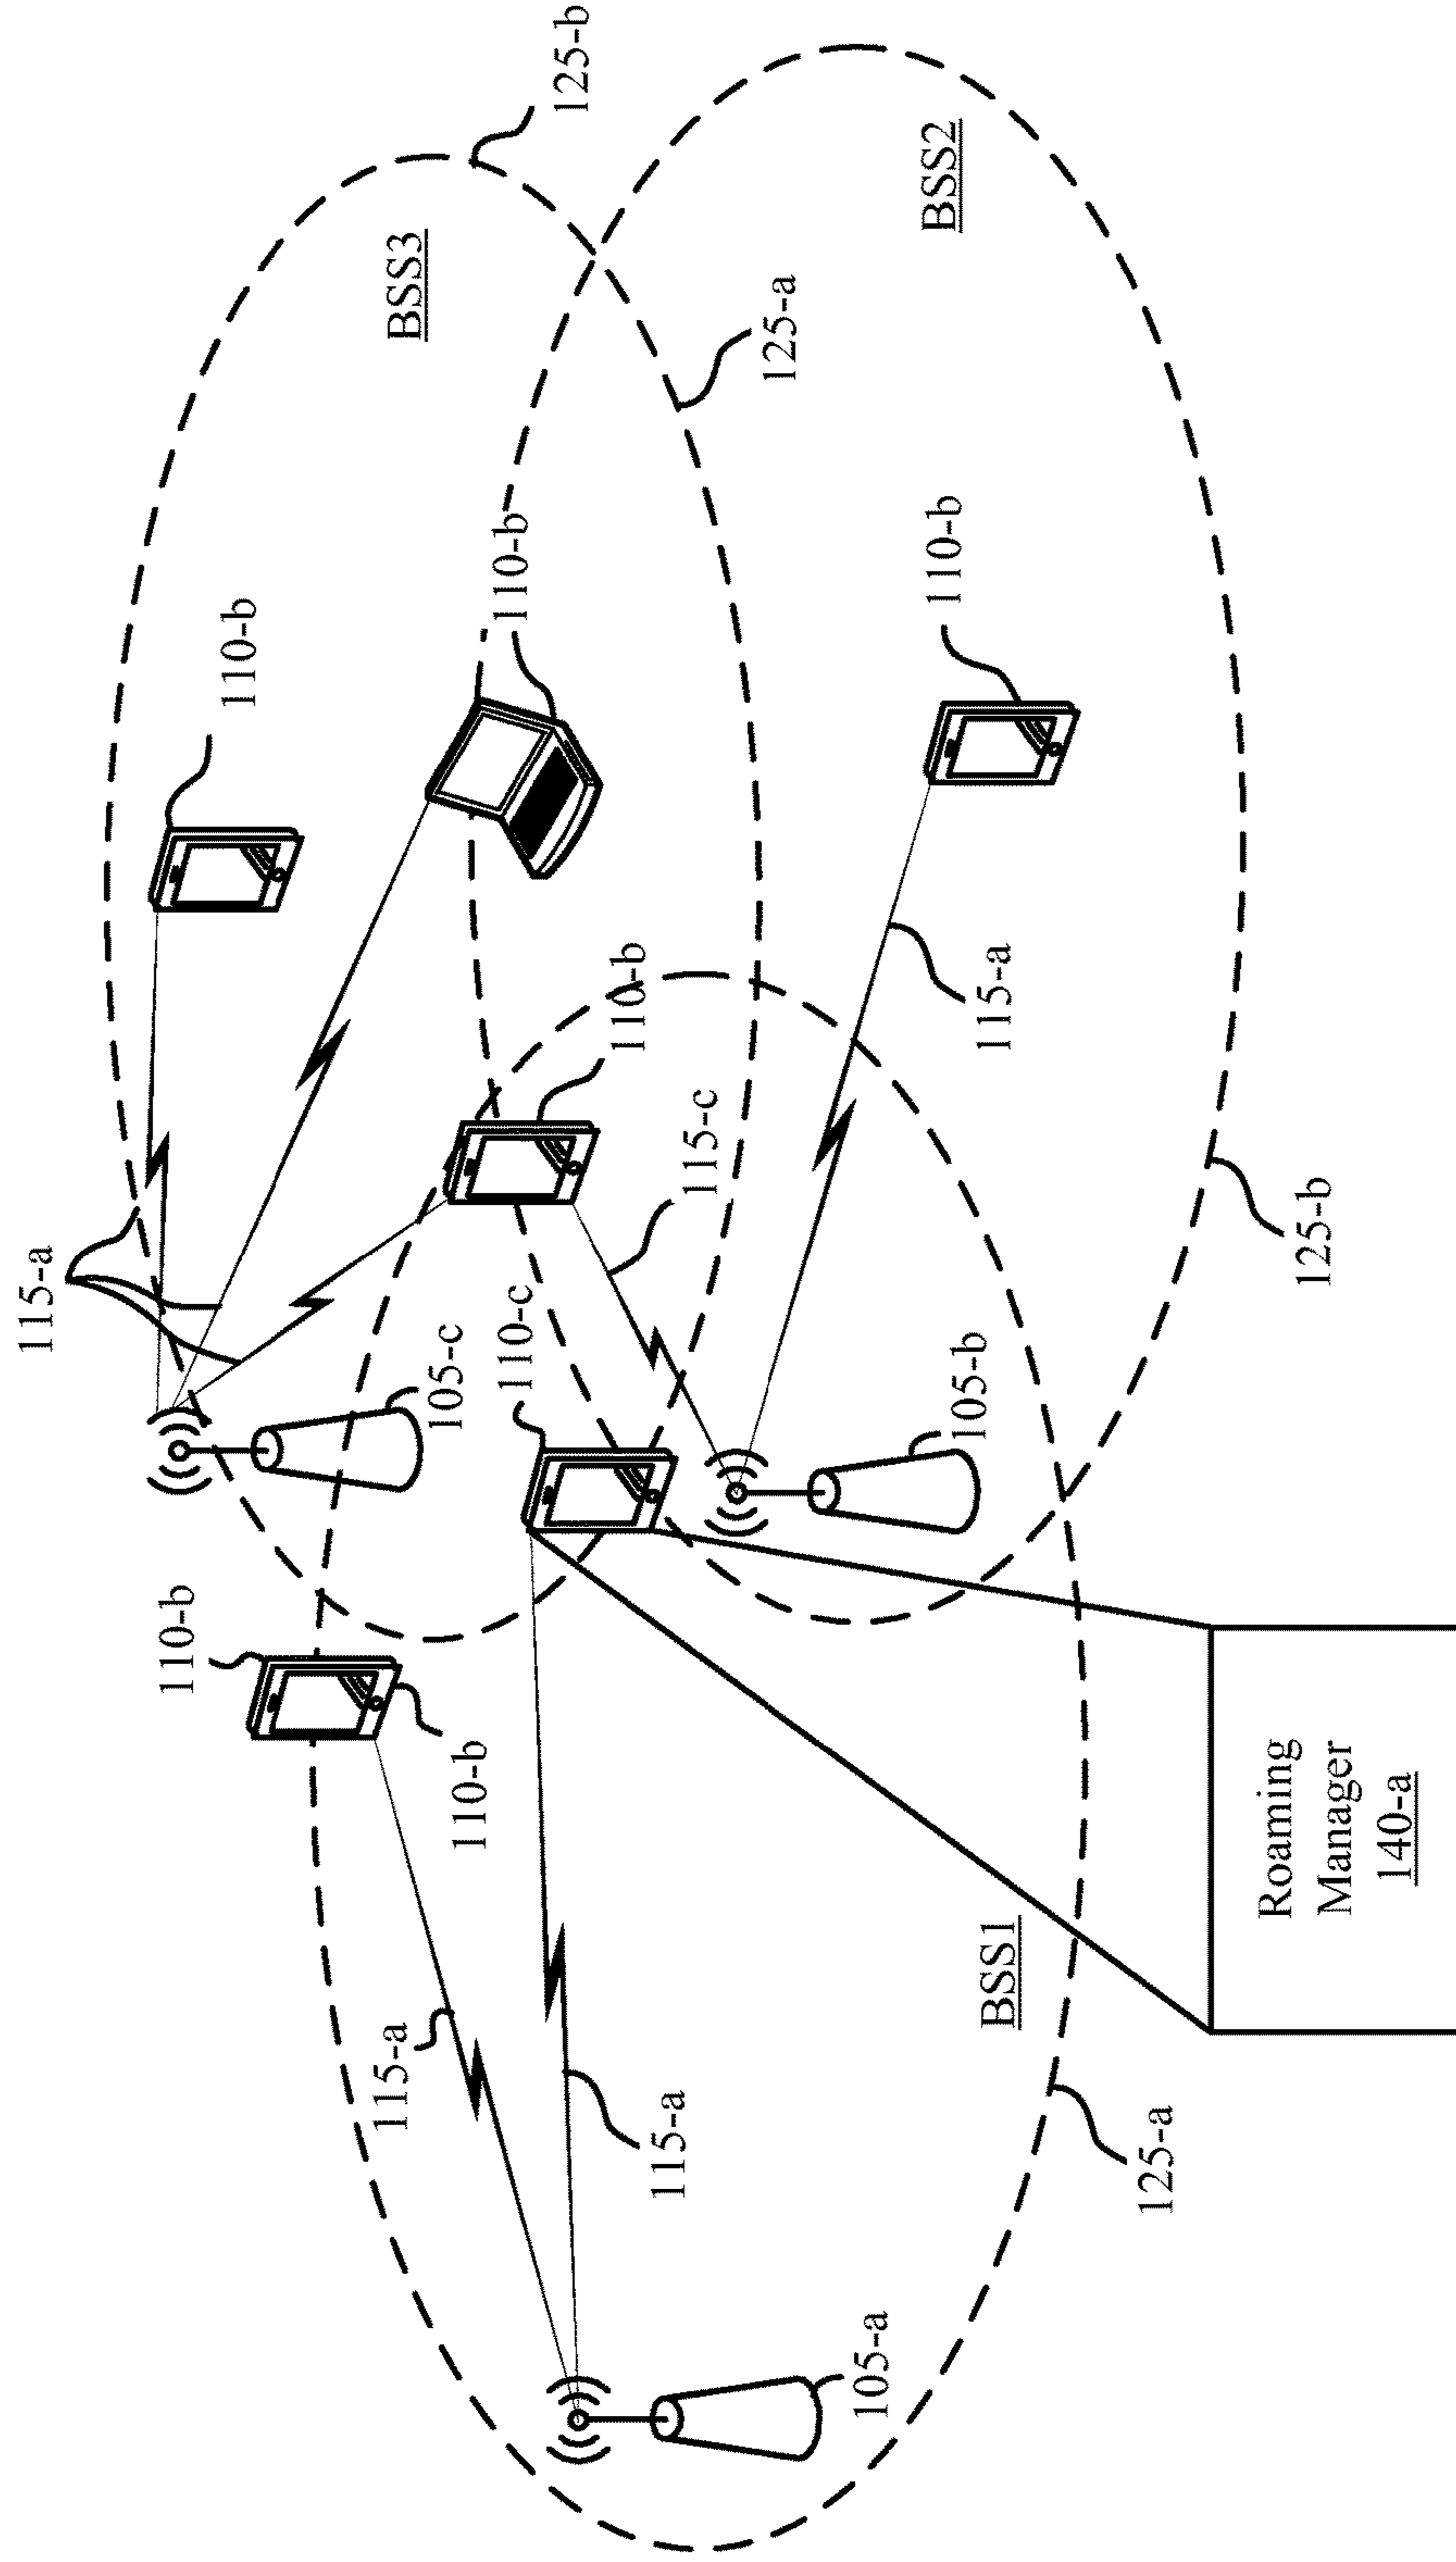 115-a
125-b
BSS3
125-a
BSS2
110-b
110-b
110-b
110-b
115-a
115-c
125-b
105-c
110-c
105-b
110-b
110-b
115-a
115-a
BSS1
125-a
105-a
Roaming
Manager
140-a